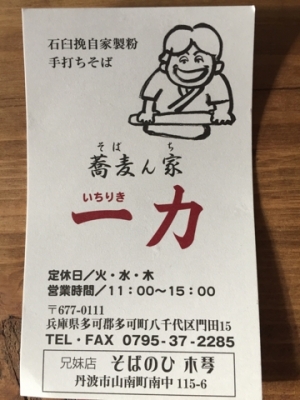 石臼挽自家製粉
手打ちそば
そば ち
蕎麦ん家
いちりき
一力
定休日/火・水・木
営業時間/11:00〜15:00
〒677-0111
兵庫県多可郡多可町八千代区門田15
TEL・FAX 0795-37-2285
兄妹店 そばのひ 木琴
丹波市山南町南中 115-6